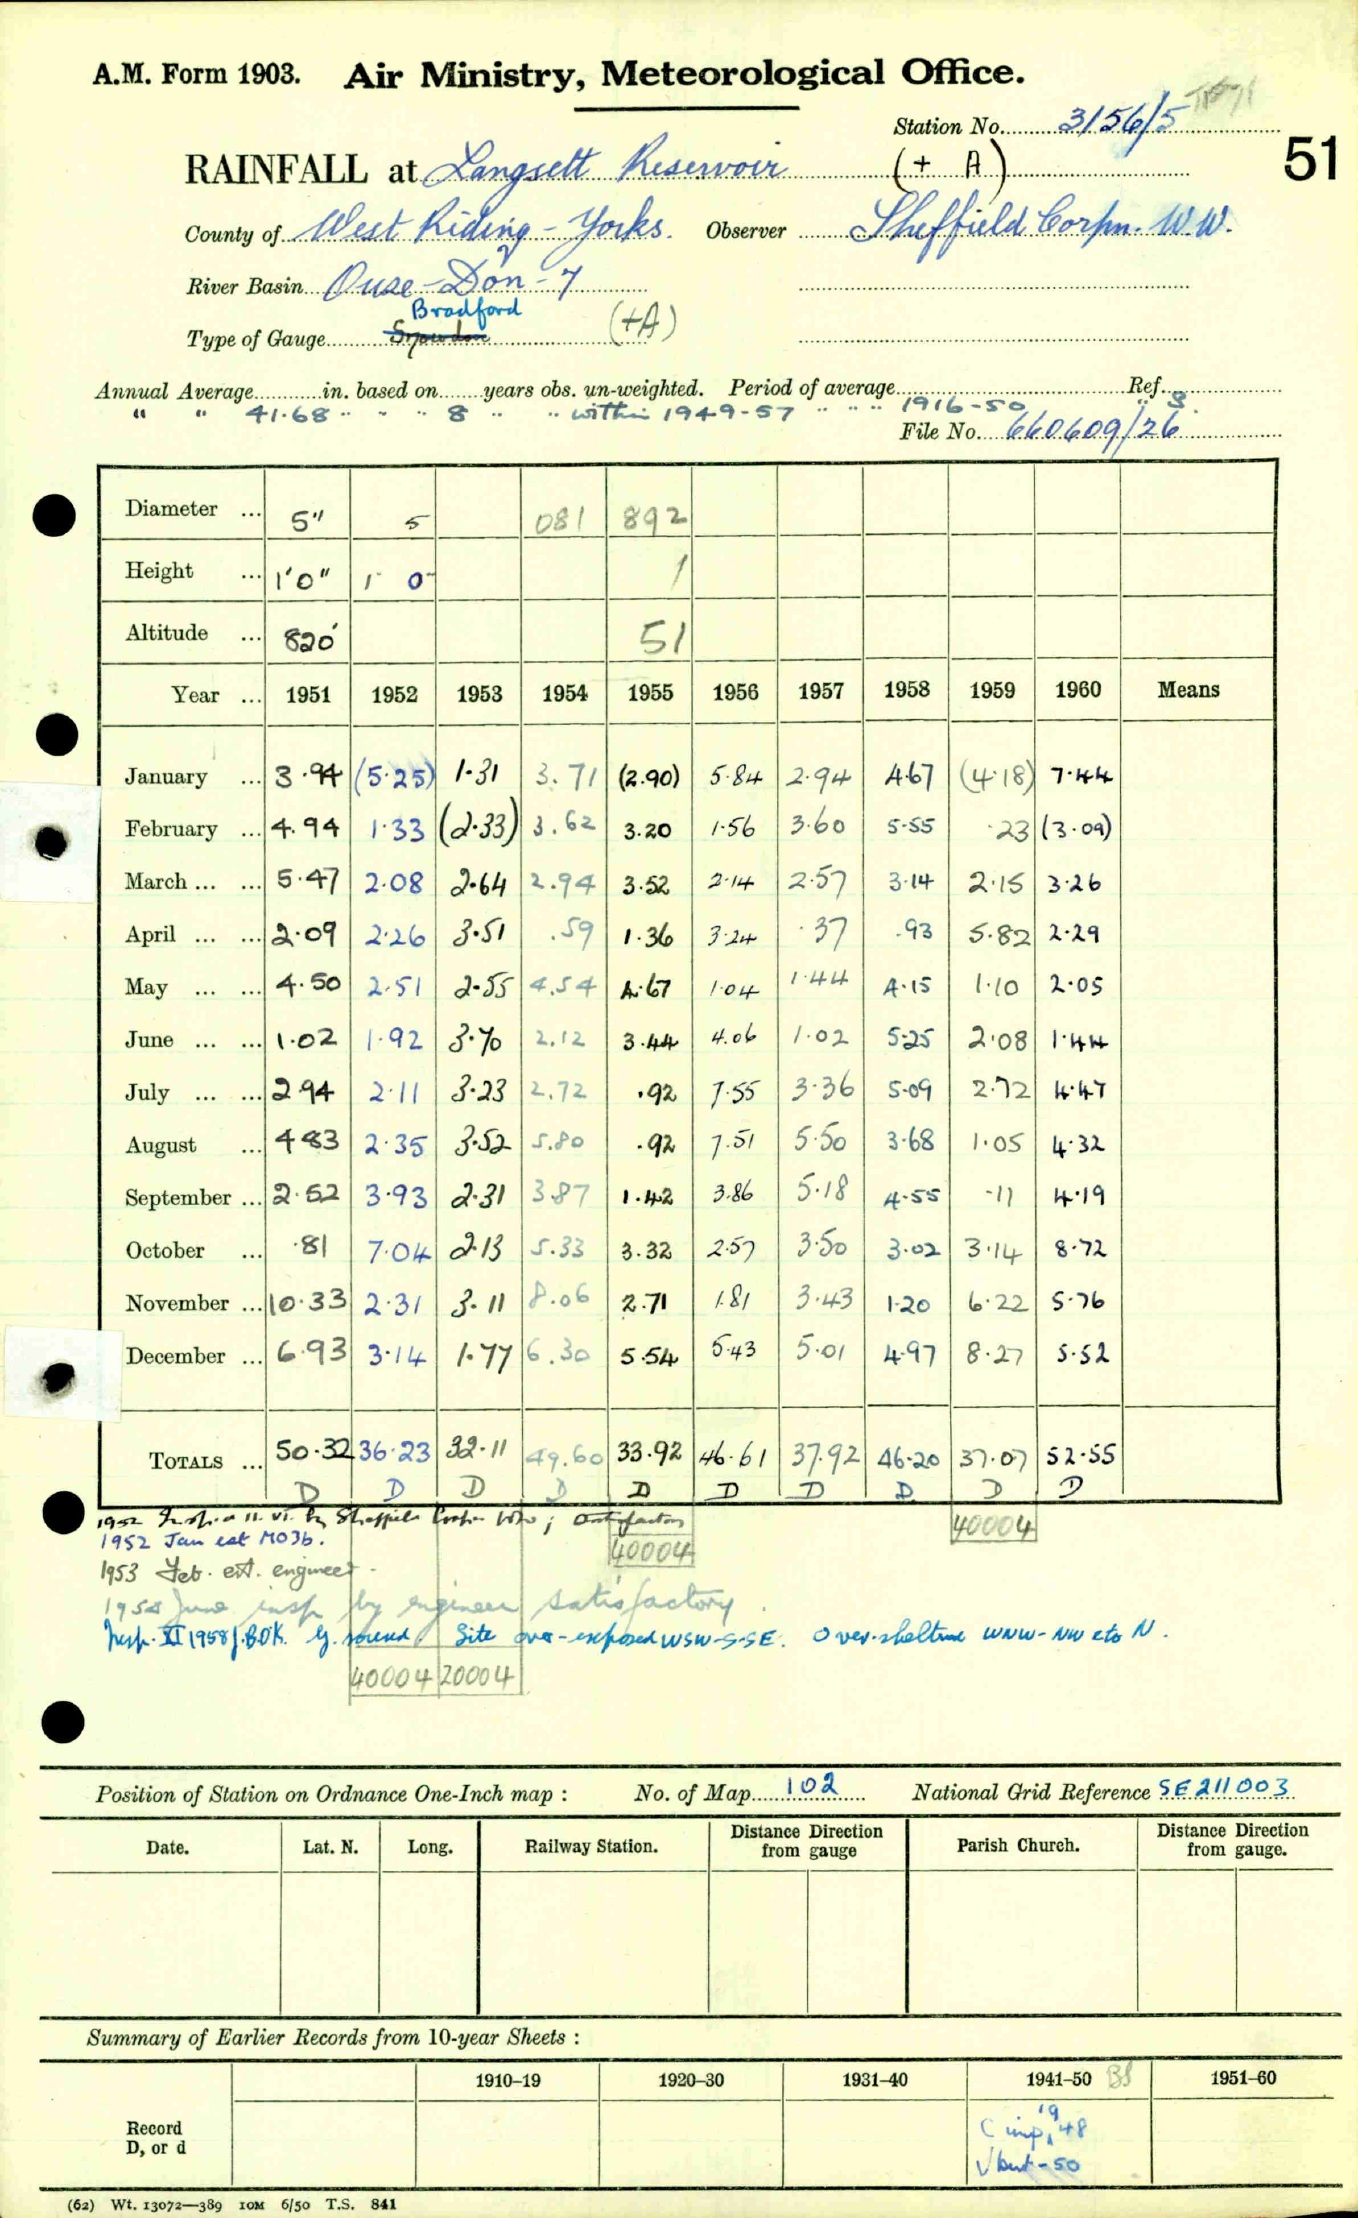 A.M. Form 1903. Air Ministry, Meteorological Office.
Station No. 3156/5
51
RAINFALL at Langsett Reservoir (+ A)
County of West Riding - Yorks. Observer Sheffield Corpn. W.W.
River Basin Ouse - Don - 7
Bradford
Type of Gauge Snowdon (+A)
Annual Average in. based on years obs. un-weighted. Period of average Ref.
" " 41.68 " " " 8 " " within 1949-57 " " " 1916-50 " 3.
File No. 660609/26
Diameter ... 5" 5 081 892
Height ... 1'0" 1 0 1
Altitude ... 820' 51
Year ... 1951 1952 1953 1954 1955 1956 1957 1958 1959 1960 Means
January ... 3.94 (5.25) 1.31 3.71 (2.90) 5.84 2.94 4.67 (4.18) 7.44
February ... 4.94 1.33 (2.33) 3.62 3.20 1.56 3.60 5.55 .23 (3.09)
March ... ... 5.47 2.08 2.64 2.94 3.52 2.14 2.57 3.14 2.15 3.26
April ... ... 2.09 2.26 3.51 .59 1.36 3.24 .37 .93 5.82 2.29
May ... ... 4.50 2.51 2.55 4.54 4.67 1.04 1.44 4.15 1.10 2.05
June ... ... 1.02 1.92 3.70 2.12 3.44 4.06 1.02 5.25 2.08 1.44
July ... ... 2.94 2.11 3.23 2.72 .92 7.55 3.36 5.09 2.72 4.47
August ... 4.83 2.35 3.52 5.80 .92 7.51 5.50 3.68 1.05 4.32
September ... 2.52 3.93 2.31 3.87 1.42 3.86 5.18 4.55 .11 4.19
October ... .81 7.04 2.13 5.33 3.32 2.57 3.50 3.02 3.14 8.72
November ... 10.33 2.31 3.11 8.06 2.71 1.81 3.43 1.20 6.22 5.76
December ... 6.93 3.14 1.77 6.30 5.54 5.43 5.01 4.97 8.27 5.52
TOTALS ... 50.32 36.23 32.11 49.60 33.92 46.61 37.92 46.20 37.07 52.55
D D D D D D D D D D
1952 11.VI. by Sheffield ; satisfactory
40004
1952 Jan est MO3b.
40004
1953 Feb. est. engineer.
1954 June insp by engineer satisfactory.
Insp. XI 1958 J.B.O.K. G. sound Site over-exposed WSW-S-SE. Over-sheltered WNW-NW etc N.
40004 20004
Position of Station on Ordnance One-Inch map : No. of Map 102 National Grid Reference SE 211003
Date. Lat. N. Long. Railway Station. Distance Direction from gauge Parish Church. Distance Direction from gauge.
Summary of Earlier Records from 10-year Sheets :
1910–19 1920–30 1931–40 1941–50 1951–60
Record
D, or d
C imp, '48
(62) Wt. 13072—389 10M 6/50 T.S. 841